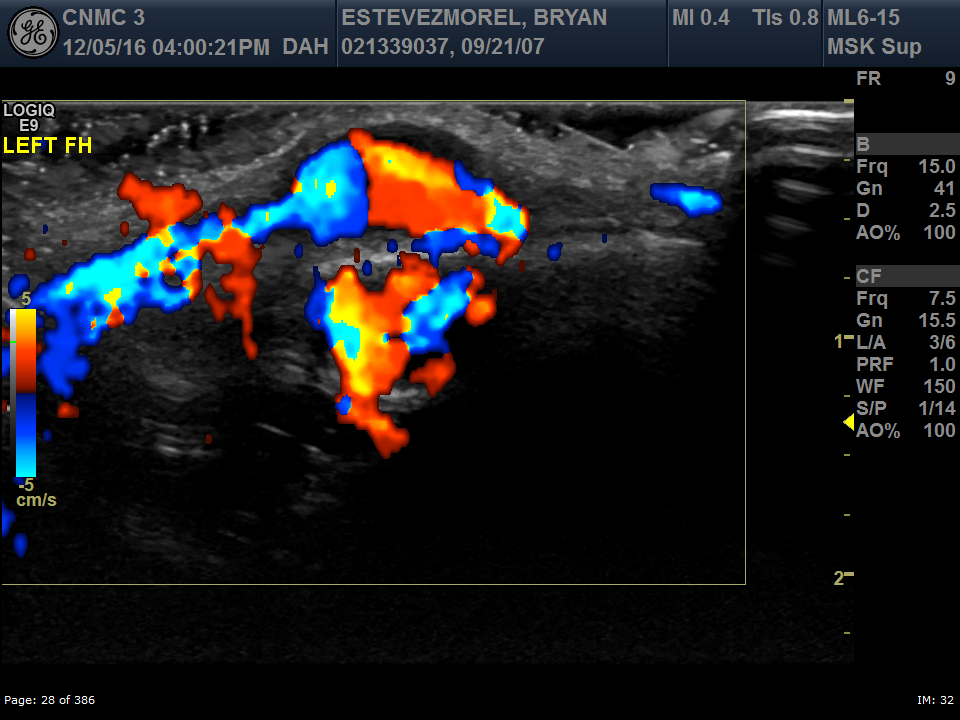 GE
CNMC 3
12/05/16 04:00:21PM DAH
ESTEVEZMOREL, BRYAN
021339037, 09/21/07
MI 0.4 TIs 0.8
ML6-15
MSK Sup
FR 9
LOGIQ
E9
LEFT FH
B
Frq 15.0
Gn 41
D 2.5
AO% 100
CF
Frq 7.5
Gn 15.5
L/A 3/6
PRF 1.0
WF 150
S/P 1/14
AO% 100
5
-5
cm/s
1
2
Page: 28 of 386
IM: 32